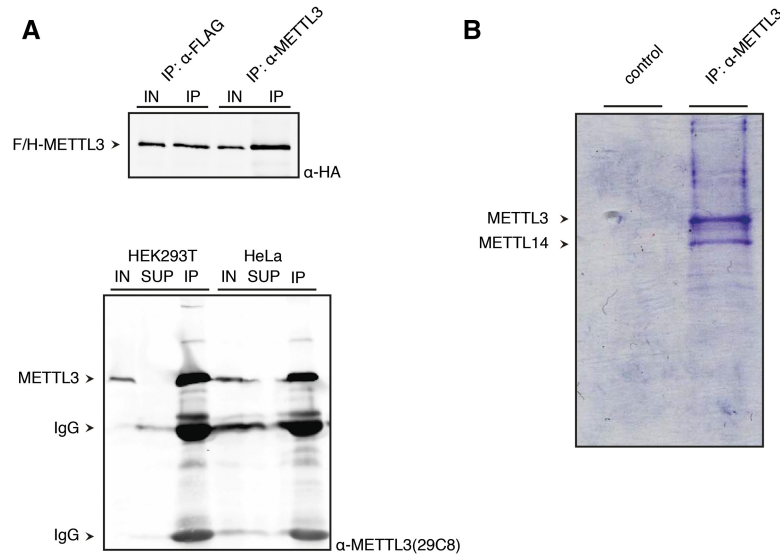 A
IP: α-FLAG
IP: α-METTL3
IN IP IN IP
F/H-METTL3
α-HA
HEK293T HeLa
IN SUP IP IN SUP IP
METTL3
IgG
IgG
α-METTL3(29C8)
B
control
IP: α-METTL3
METTL3
METTL14